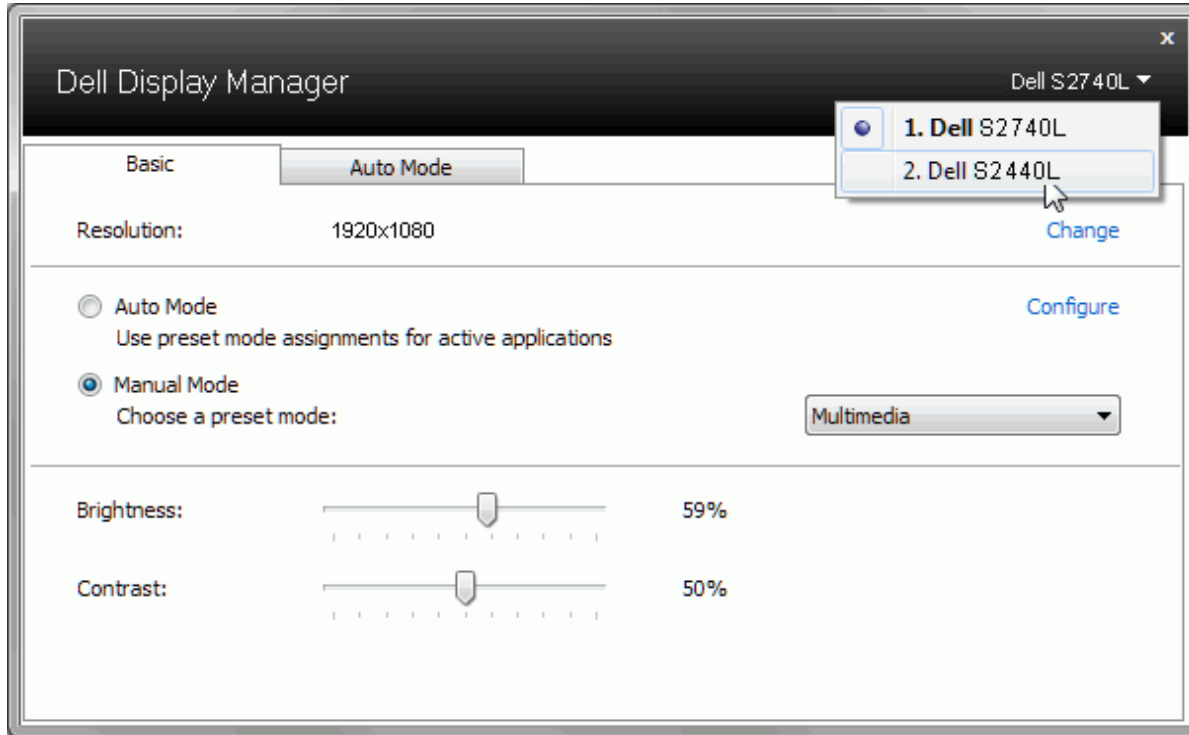 x
Dell Display Manager
Dell S2740L
1. Dell S2740L
2. Dell S2440L
Basic
Auto Mode
Resolution: 1920x1080 Change
Auto Mode Configure
Use preset mode assignments for active applications
Manual Mode
Choose a preset mode: Multimedia
Brightness: 59%
Contrast: 50%